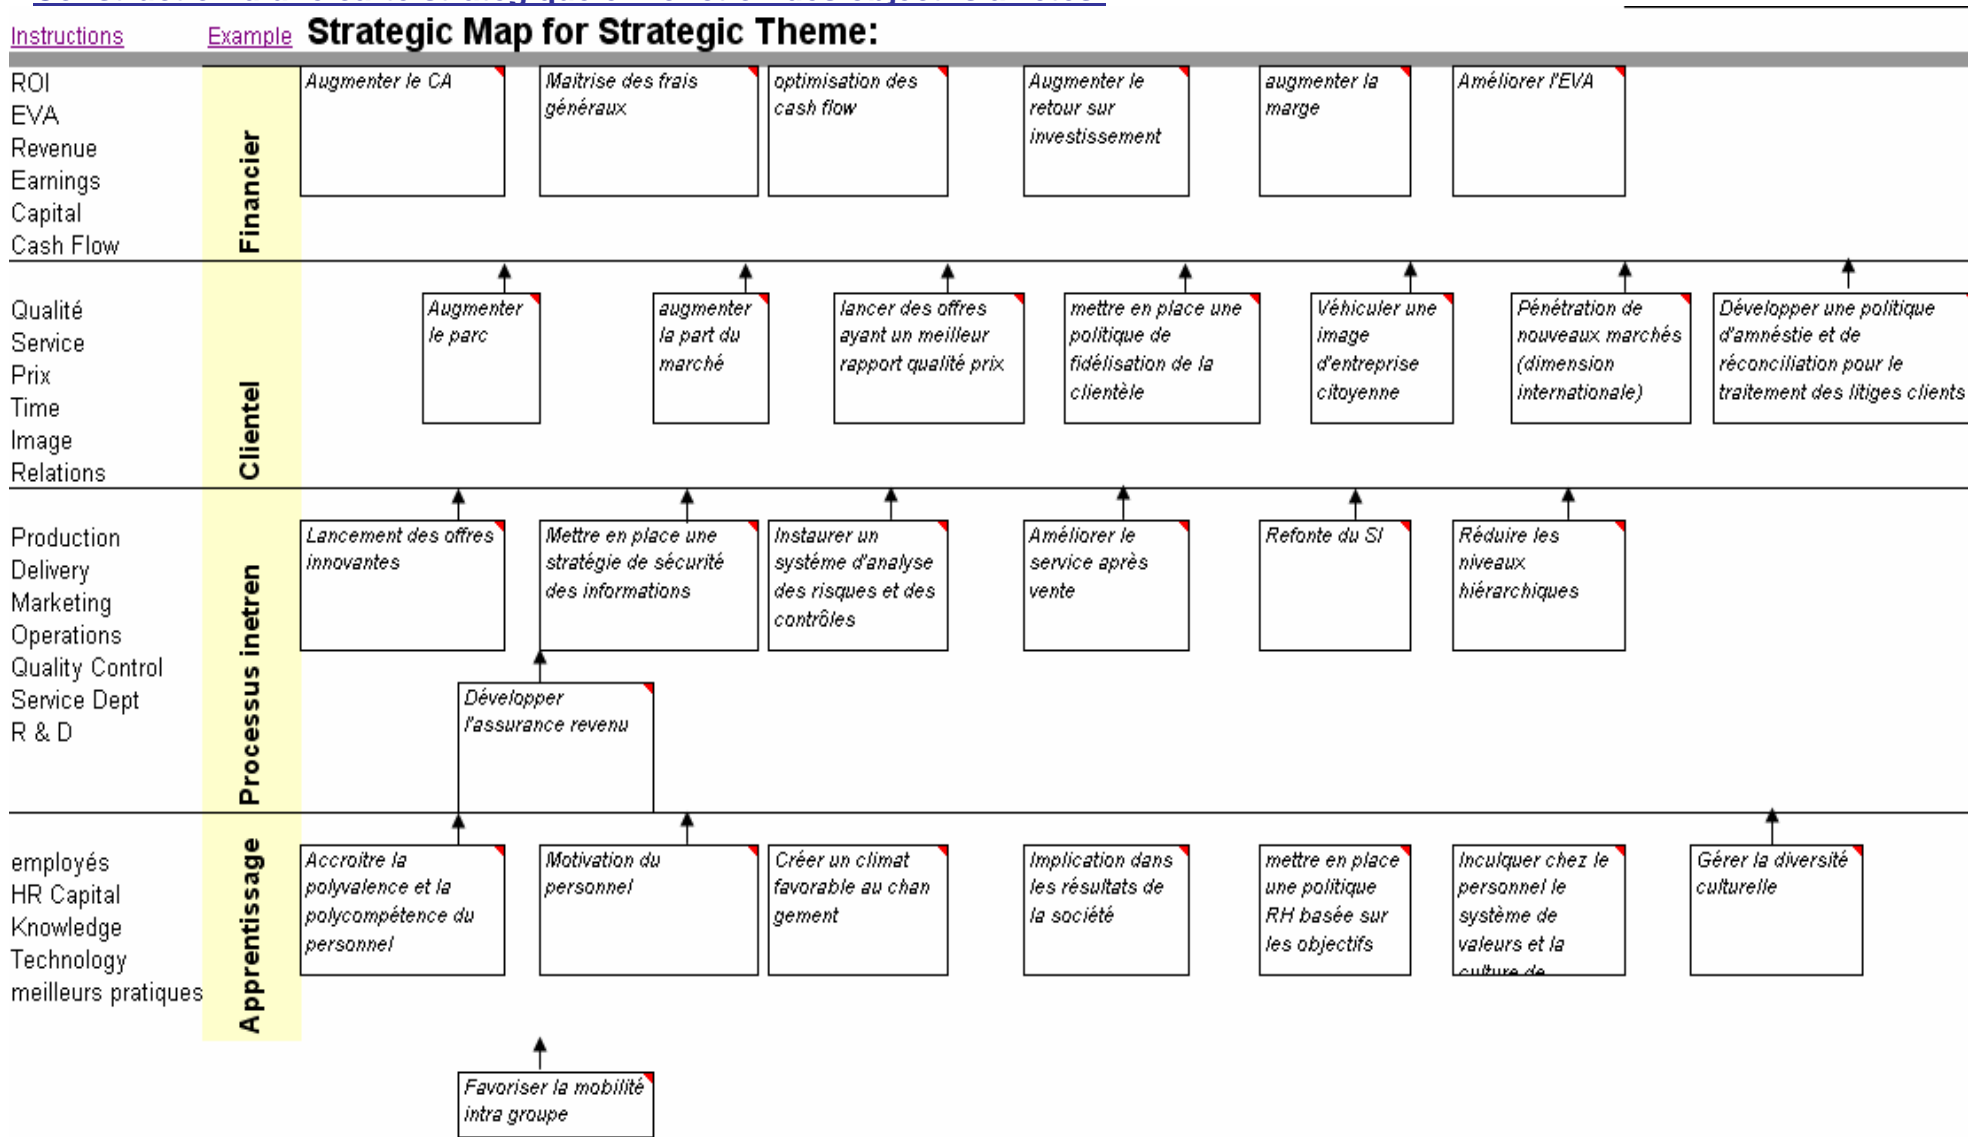 Instructions
Example
Strategic Map for Strategic Theme:
ROI
EVA
Revenue
Earnings
Capital
Cash Flow
Financier
Augmenter le CA
Maitrise des frais
généraux
optimisation des
cash flow
Augmenter le
retour sur
investissement
augmenter la
marge
Améliorer l'EVA
Qualité
Service
Prix
Time
Image
Relations
Clientel
Augmenter
le parc
augmenter
la part du
marché
lancer des offres
ayant un meilleur
rapport qualité prix
mettre en place une
politique de
fidélisation de la
clientèle
Véhiculer une
image
d'entreprise
citoyenne
Pénétration de
nouveaux marchés
(dimension
internationale)
Développer une politique
d'amnéstie et de
réconciliation pour le
traitement des litiges clients
Production
Delivery
Marketing
Operations
Quality Control
Service Dept
R & D
Processus inetren
Lancement des offres
innovantes
Mettre en place une
stratégie de sécurité
des informations
Instaurer un
système d'analyse
des risques et des
contrôles
Améliorer le
service après
vente
Refonte du SI
Réduire les
niveaux
hiérarchiques
Développer
l'assurance revenu
employés
HR Capital
Knowledge
Technology
meilleurs pratiques
Apprentissage
Accroitre la
polyvalence et la
polycompétence du
personnel
Motivation du
personnel
Créer un climat
favorable au chan
gement
Implication dans
les résultats de
la société
mettre en place
une politique
RH basée sur
les objectifs
Inculquer chez le
personnel le
système de
valeurs et la
culture de
Gérer la diversité
culturelle
Favoriser la mobilité
intra groupe